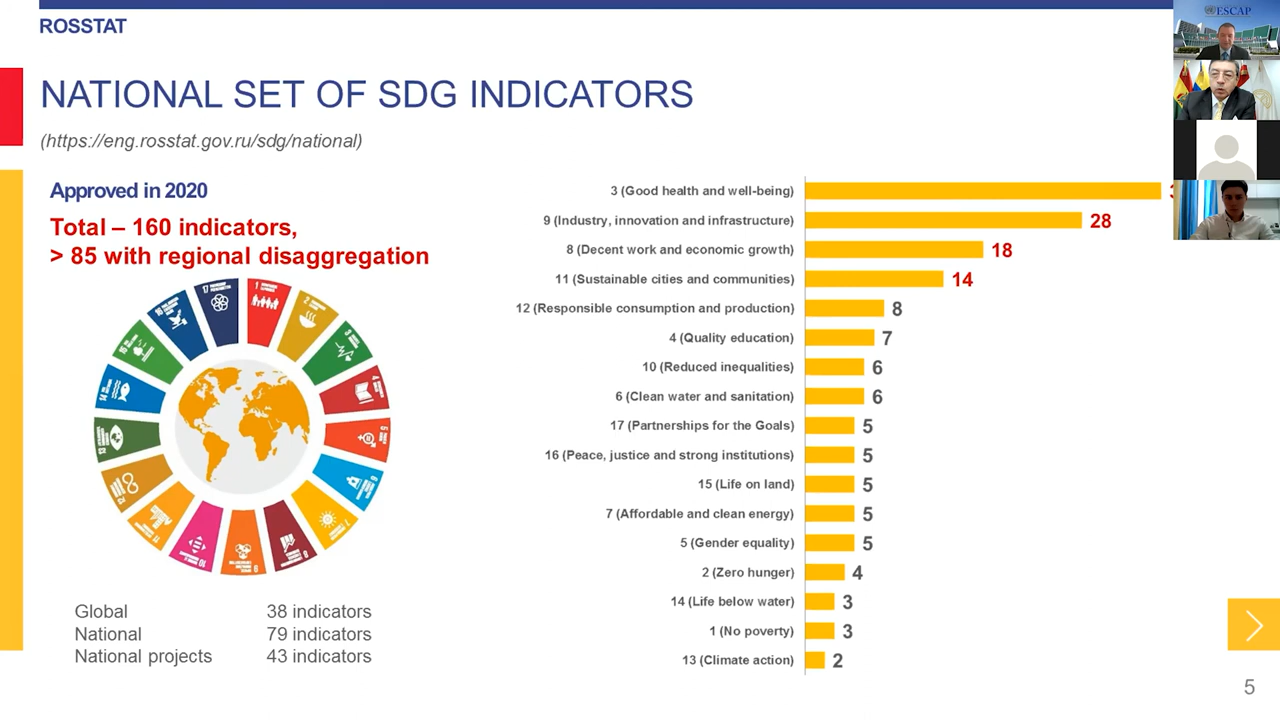 ROSSTAT
ESCAP
NATIONAL SET OF SDG INDICATORS
(https://eng.rosstat.gov.ru/sdg/national)
Approved in 2020
Total – 160 indicators,
> 85 with regional disaggregation
Global 38 indicators
National 79 indicators
National projects 43 indicators
3 (Good health and well-being)
9 (Industry, innovation and infrastructure) 28
8 (Decent work and economic growth) 18
11 (Sustainable cities and communities) 14
12 (Responsible consumption and production) 8
4 (Quality education) 7
10 (Reduced inequalities) 6
6 (Clean water and sanitation) 6
17 (Partnerships for the Goals) 5
16 (Peace, justice and strong institutions) 5
15 (Life on land) 5
7 (Affordable and clean energy) 5
5 (Gender equality) 5
2 (Zero hunger) 4
14 (Life below water) 3
1 (No poverty) 3
13 (Climate action) 2
5